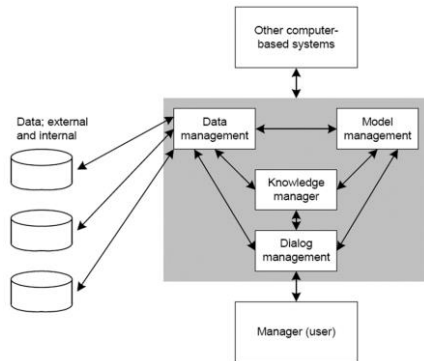 Other computer-
based systems
Data; external
and internal
Data
management
Model
management
Knowledge
manager
Dialog
management
Manager (user)